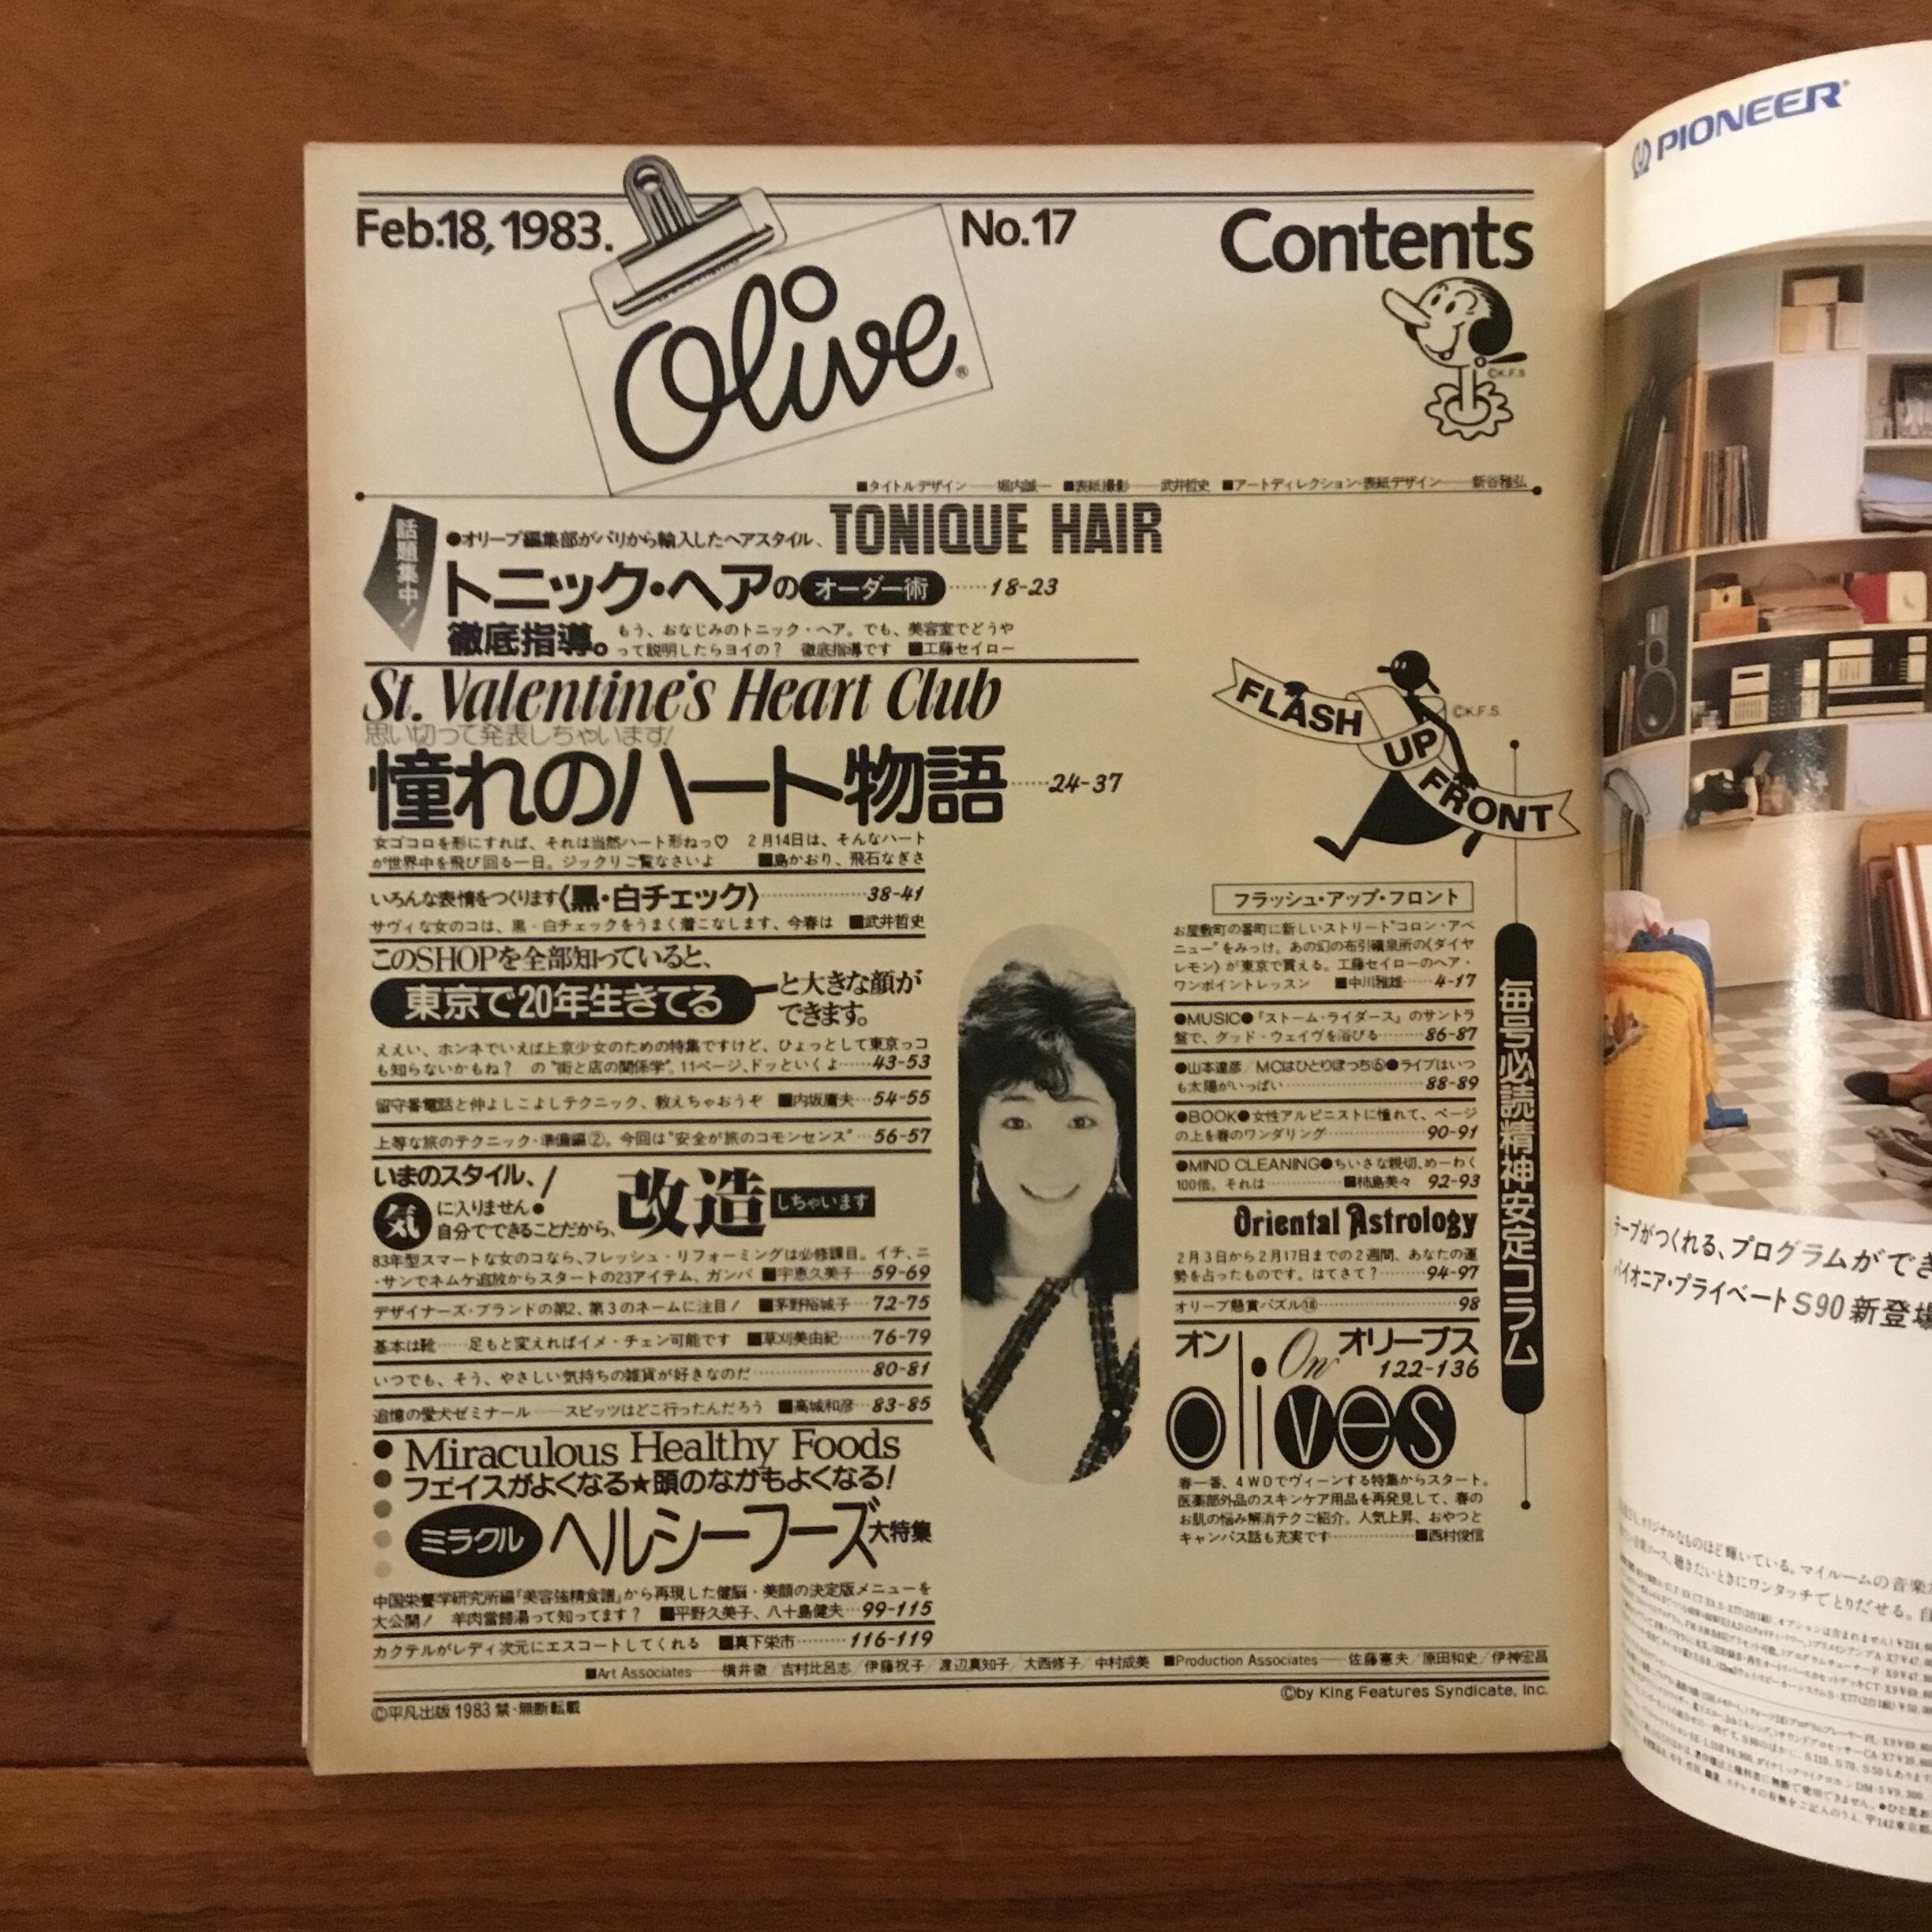 Feb.18, 1983.
No.17
Contents
Olive®
©K.F.S.
■タイトルデザイン――堀内誠一 ■表紙撮影――武井哲史 ■アートディレクション・表紙デザイン――新谷雅弘
話題集中!
●オリーブ編集部がパリから輸入したヘアスタイル、TONIQUE HAIR
トニック・ヘアのオーダー術……18-23
徹底指導。
もう、おなじみのトニック・ヘア。でも、美容室でどうや
って説明したらヨイの? 徹底指導です ■工藤セイロー
St. Valentine's Heart Club
思い切って発表しちゃいます!
憧れのハート物語……24-37
女ゴコロを形にすれば、それは当然ハート形ねっ♡ 2月14日は、そんなハート
が世界中を飛び回る一日。ジックリご覧なさいよ ■島かおり、飛石なぎさ
いろんな表情をつくります〈黒・白チェック〉……38-41
サヴィな女のコは、黒・白チェックをうまく着こなします、今春は ■武井哲史
このSHOPを全部知っていると、
東京で20年生きてる
と大きな顔が
できます。
ええい、ホンネでいえば上京少女のための特集ですけど、ひょっとして東京っコ
も知らないかもね? の“街と店の関係学”。11ページ、ドッといくよ……43-53
留守番電話と仲よしこよしテクニック、教えちゃおうぞ ■内坂庸夫…54-55
上等な旅のテクニック・準備編②。今回は“安全が旅のコモンセンス”…56-57
いまのスタイル、!
気に入りません●
自分でできることだから、
改造しちゃいます
83年型スマートな女のコなら、フレッシュ・リフォーミングは必修課目。イチ、ニ
・サンでネムケ追放からスタートの23アイテム、ガンバ ■宇恵久美子…59-69
デザイナーズ・ブランドの第2、第3のネームに注目! ■茅野裕城子…72-75
基本は靴……足もと変えればイメ・チェン可能です ■草刈美由紀……76-79
いつでも、そう、やさしい気持ちの雑貨が好きなのだ……80-81
追憶の愛犬ゼミナール――スピッツはどこ行ったんだろう ■高城和彦…83-85
Miraculous Healthy Foods
フェイスがよくなる★頭のなかもよくなる!
ミラクル ヘルシーフーズ大特集
中国栄養学研究所編『美容強精食譜』から再現した健脳・美顔の決定版メニューを
大公開! 羊肉當歸湯って知ってます? ■平野久美子、八十島健夫…99-115
カクテルがレディ次元にエスコートしてくれる ■真下栄市………116-119
FLASH UP FRONT
©K.F.S.
フラッシュ・アップ・フロント
お屋敷町の番町に新しいストリート“コロン・アベ
ニュー”をみっけ。あの幻の布引礦泉所の〈ダイヤ
レモン〉が東京で買える。工藤セイローのヘア・
ワンポイントレッスン ■中川雅雄……4-17
●MUSIC●『ストーム・ライダース』のサントラ
盤で、グッド・ウェイヴを浴びる……86-87
●山本達彦 MCはひとりぼっち⑤●ライブはいつ
も太陽がいっぱい……88-89
●BOOK●女性アルピニストに憧れて、ページ
の上を春のワンダリング……90-91
●MIND CLEANING●ちいさな親切、めーわく
100倍。それは……■柿島美々 92-93
Oriental Astrology
2月3日から2月17日までの2週間、あなたの運
勢を占ったものです。はてさて?……94-97
オリーブ懸賞パズル⑯……98
オン オリーブス
On
122-136
olives
春一番、4WDでヴィーンする特集からスタート。
医薬部外品のスキンケア用品を再発見して、春の
お肌の悩み解消テクご紹介。人気上昇、おやつと
キャンパス話も充実です……■西村俊信
毎号必読精神安定コラム
■Art Associates――横井徹/吉村比呂志/伊藤祝子/渡辺真知子/大西修子/中村成美 ■Production Associates――佐藤憲夫/原田和史/伊神宏昌
©平凡出版 1983 禁・無断転載
©by King Features Syndicate, Inc.
PIONEER®
テープがつくれる、プログラムができ
パイオニア・プライベートS90新登場